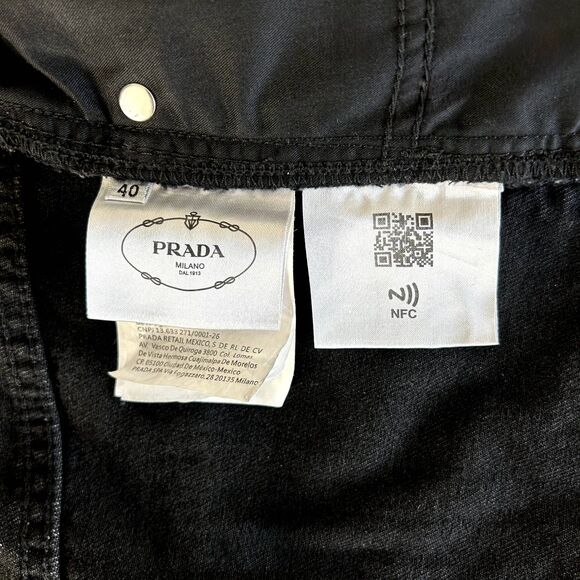 40
PRADA
MILANO
DAL 1913
CNPJ 13.633 271/0001-26
PRADA RETAIL MEXICO, S DE RL DE CV
AV Vasco De Quiroga 3800 Col. Lomas
De Vista Hermosa Cuajimalpa De Morelos
CP 05100 Ciudad De México-Mexico
PRADA SPA Via Fogazzaro, 28 20135 Milano
NFC